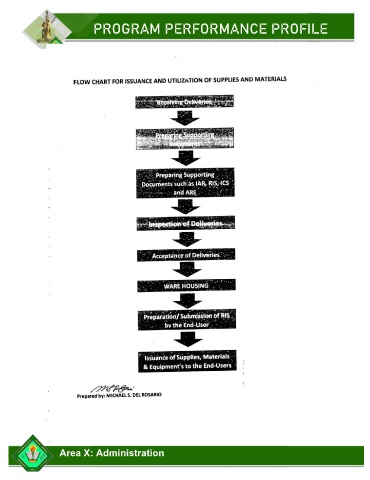 PROGRAM PERFORMANCE PROFILE
FLOW CHART FOR ISSUANCE AND UTILIZATION OF SUPPLIES AND MATERIALS
Receiving Deliveries
Preparing Supporting
Documents such as IAR, RIS, ICS
and ARE
Inspection of Deliveries
Acceptance of Deliveries
WARE HOUSING
Preparation/ Submission of RIS
by the End-User
Issuance of Supplies, Materials
& Equipment's to the End-Users
Prepared by: MICHAEL S. DEL ROSARIO
Area X: Administration